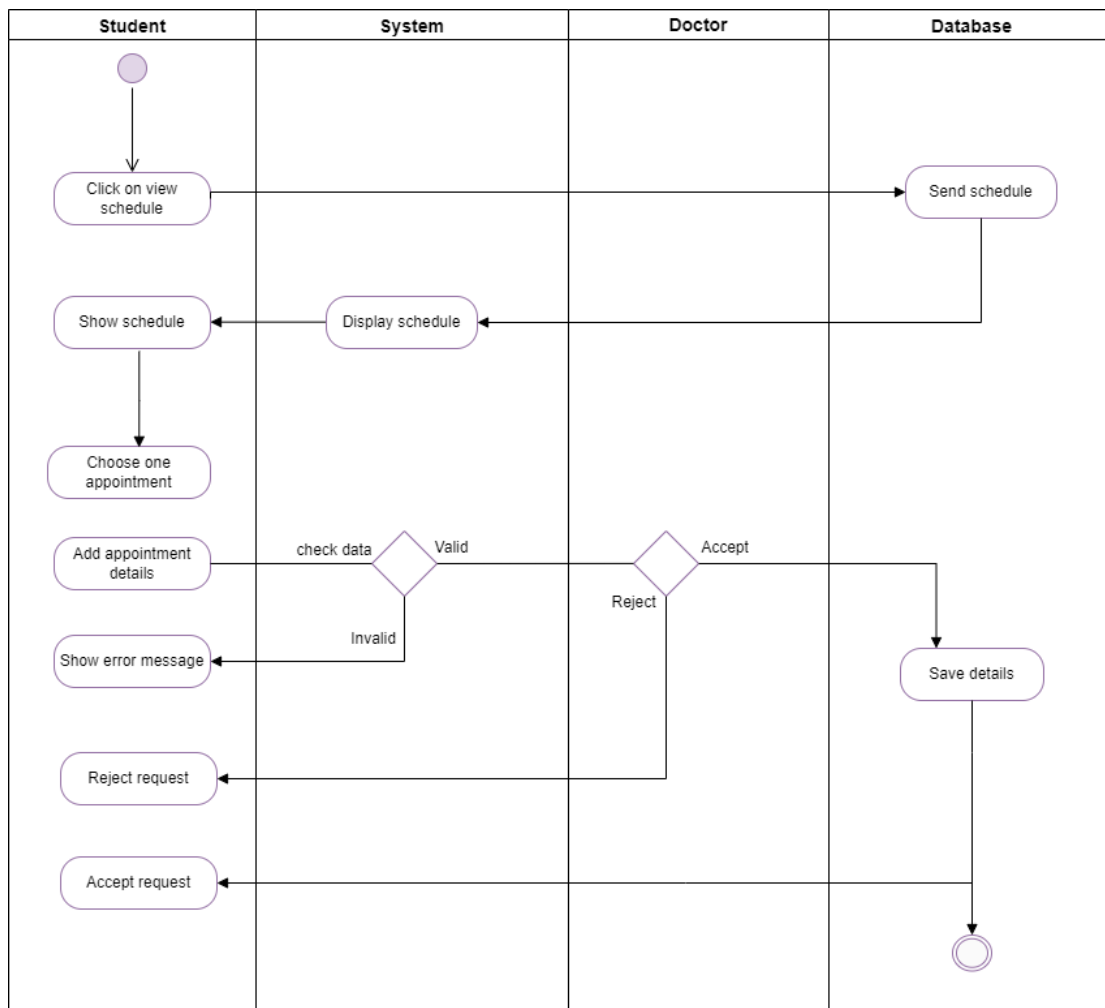 Student
System
Doctor
Database
Click on view
schedule
Send schedule
Show schedule
Display schedule
Choose one
appointment
Add appointment
details
check data
Valid
Accept
Reject
Invalid
Show error message
Save details
Reject request
Accept request